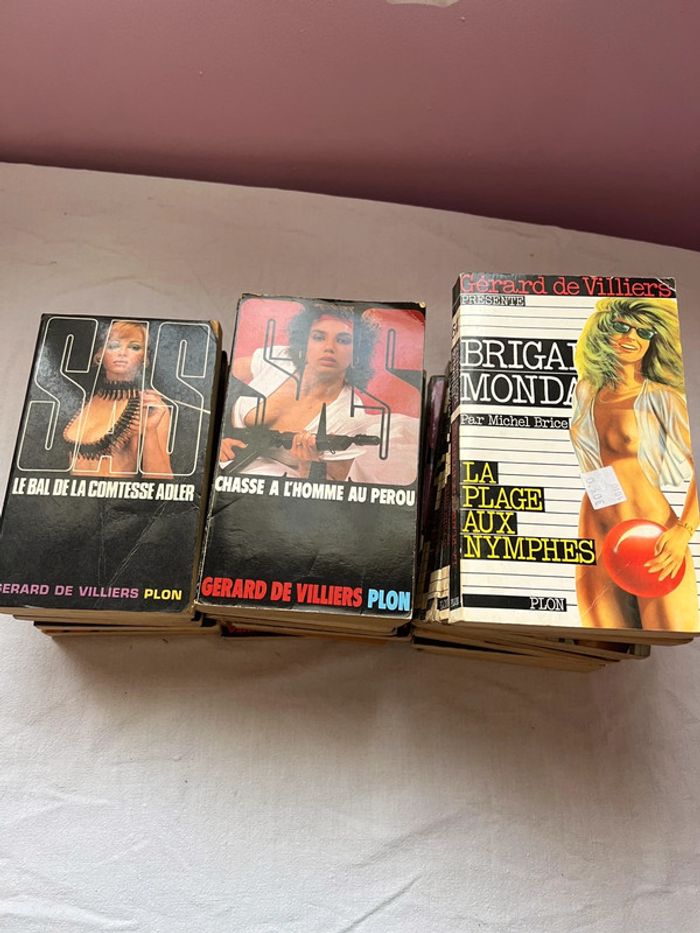 SAS
LE BAL DE LA COMTESSE ADLER
GERARD DE VILLIERS PLON
SAS
CHASSE A L'HOMME AU PEROU
GERARD DE VILLIERS PLON
Gérard de Villiers
PRÉSENTE
BRIGA
MONDA
Par Michel Brice
LA
PLAGE
AUX
NYMPHES
PLON